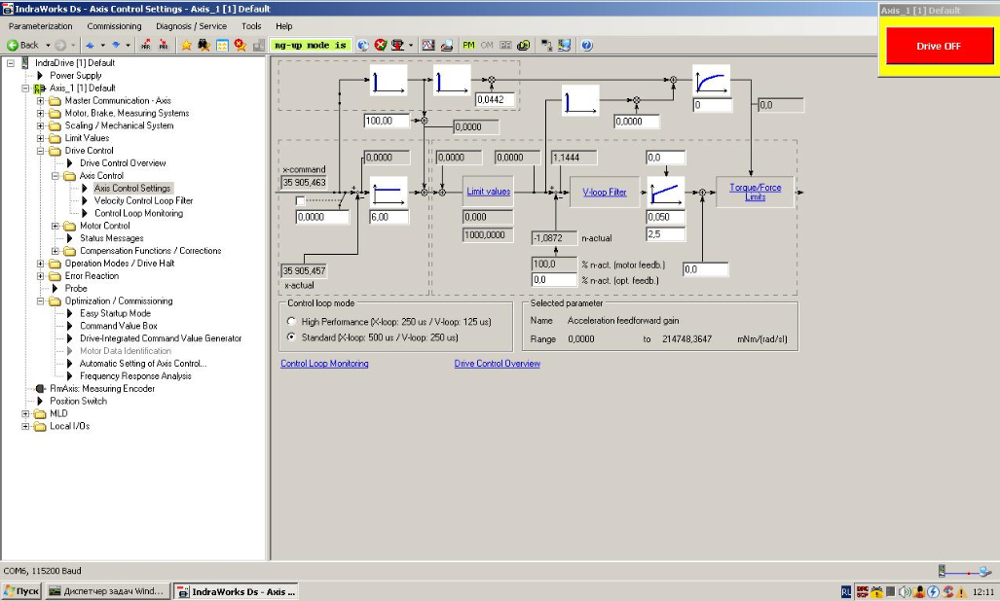 IndraWorks Ds - Axis Control Settings - Axis_1 [1] Default
Axis_1 [1] Default
Parameterization Commissioning Diagnosis / Service Tools Help
Back
ng-up mode is
PM OM
Drive OFF
IndraDrive [1] Default
Power Supply
Axis_1 [1] Default
Master Communication - Axis
Motor, Brake, Measuring Systems
Scaling / Mechanical System
Limit Values
Drive Control
Drive Control Overview
Axis Control
Axis Control Settings
Velocity Control Loop Filter
Control Loop Monitoring
Motor Control
Status Messages
Compensation Functions / Corrections
Operation Modes / Drive Halt
Error Reaction
Probe
Optimization / Commissioning
Easy Startup Mode
Command Value Box
Drive-Integrated Command Value Generator
Motor Data Identification
Automatic Setting of Axis Control...
Frequency Response Analysis
RmAxis: Measuring Encoder
Position Switch
MLD
Local I/Os
0,0442
0
0,0
100,00
0,0000
0,0000
0,0000
0,0000
0,0000
1,1444
0,0
x-command
35 905,463
0,0000
6,00
Limit values
V-loop Filter
Torque/Force
Limits
0,000
0,050
1000,0000
2,5
-1,0872
n-actual
35 905,457
x-actual
100,0
% n-act. (motor feedb.)
0,0
% n-act. (opt. feedb.)
0,0
Control loop mode
High Performance (X-loop: 250 us / V-loop: 125 us)
Standard (X-loop: 500 us / V-loop: 250 us)
Selected parameter
Name Acceleration feedforward gain
Range 0,0000 to 214748,3647 mNm/(rad/s²)
Control Loop Monitoring
Drive Control Overview
COM6, 115200 Baud
Пуск
Диспетчер задач Wind...
IndraWorks Ds - Axis ...
RL
12:11